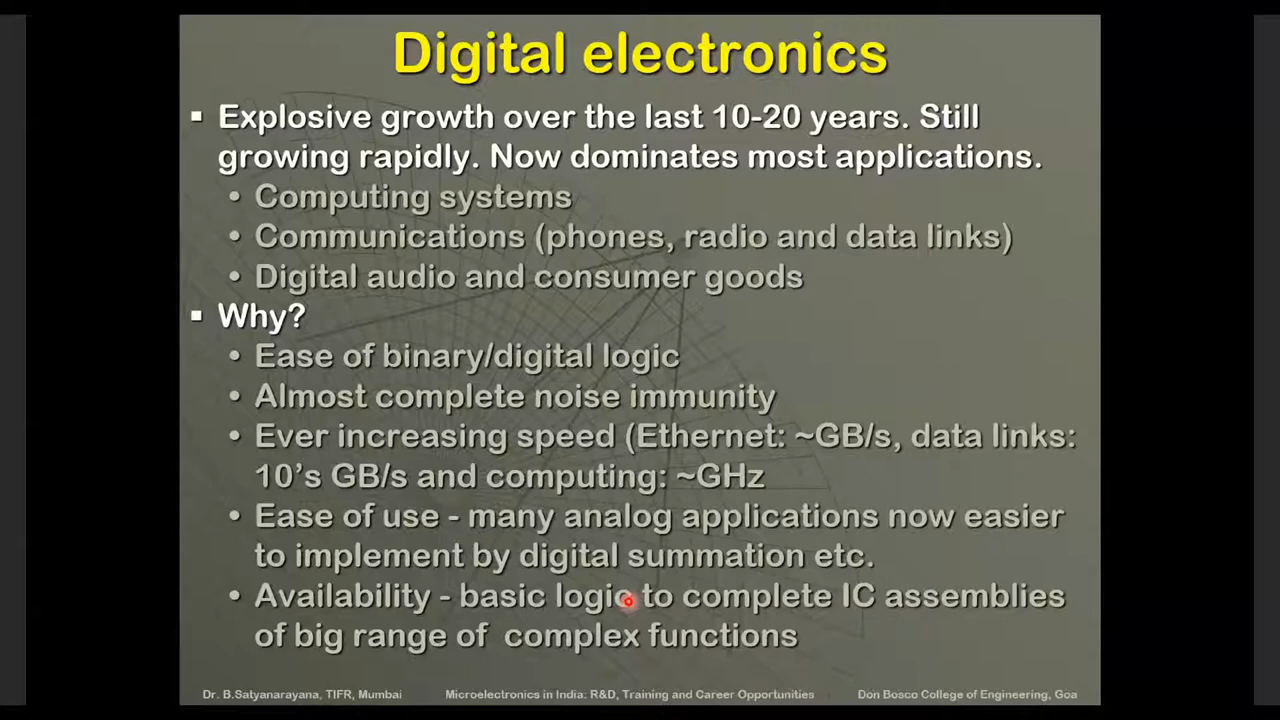 Digital electronics
▪ Explosive growth over the last 10-20 years. Still
growing rapidly. Now dominates most applications.
• Computing systems
• Communications (phones, radio and data links)
• Digital audio and consumer goods
▪ Why?
• Ease of binary/digital logic
• Almost complete noise immunity
• Ever increasing speed (Ethernet: ~GB/s, data links:
10's GB/s and computing: ~GHz
• Ease of use - many analog applications now easier
to implement by digital summation etc.
• Availability - basic logic to complete IC assemblies
of big range of complex functions
Dr. B.Satyanarayana, TIFR, Mumbai Microelectronics in India: R&D, Training and Career Opportunities Don Bosco College of Engineering, Goa